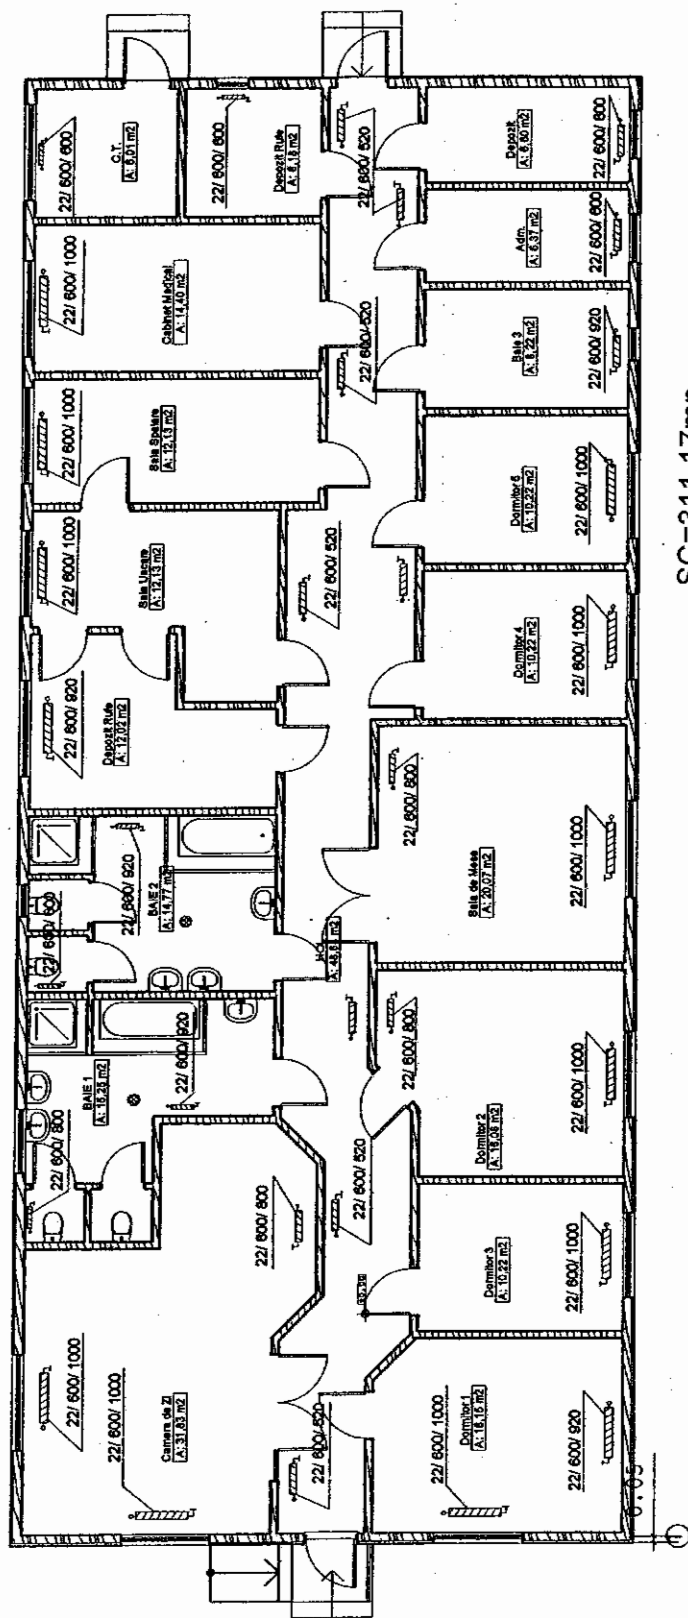 22/ 600/ 600
C.T.
A: 6,01 m2
22/ 600/ 600
Depozit Rufe
A: 6,18 m2
22/ 600/ 520
Depozit
A: 6,60 m2
22/ 600/ 600
22/ 600/ 1000
Cabinet Medical
A: 14,40 m2
Adm.
A: 6,37 m2
22/ 600/ 600
22/ 600/ 520
Baie 3
A: 8,22 m2
22/ 600/ 920
22/ 600/ 1000
Sala Spalare
A: 12,13 m2
Dormitor 5
A: 10,22 m2
22/ 600/ 1000
22/ 600/ 1000
Sala Uscare
A: 12,13 m2
22/ 600/ 520
Dormitor 4
A: 10,22 m2
22/ 600/ 1000
22/ 600/ 920
Depozit Rufe
A: 12,02 m2
22/ 600/ 800
Sala de Mese
A: 20,07 m2
22/ 600/ 1000
22/ 600/ 920
BAIE 2
A: 14,77 m2
HOL
22/ 600/ 920
BAIE 1
A: 15,25 m2
22/ 600/ 800
22/ 600/ 800
Dormitor 2
A: 16,06 m2
22/ 600/ 1000
22/ 600/ 520
22/ 600/ 800
Dormitor 3
A: 10,22 m2
22/ 600/ 1000
22/ 600/ 1000
22/ 600/ 1000
Camera de Zi
A: 31,83 m2
22/ 600/ 520
22/ 600/ 1000
Dormitor 1
A: 16,15 m2
22/ 600/ 920